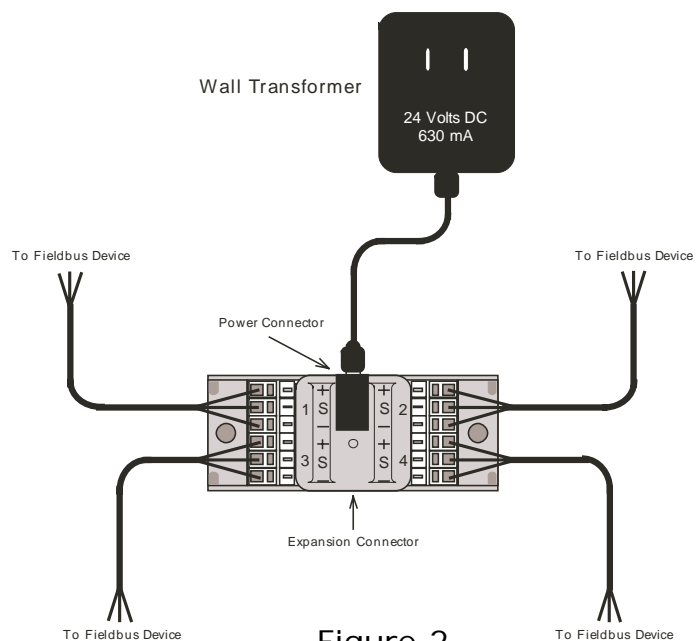 Wall Transformer
24 Volts DC
630 mA
To Fieldbus Device
To Fieldbus Device
Power Connector
+ +
1 S S 2
− −
+ +
3 S S 4
− −
Expansion Connector
To Fieldbus Device
Figure 2
To Fieldbus Device